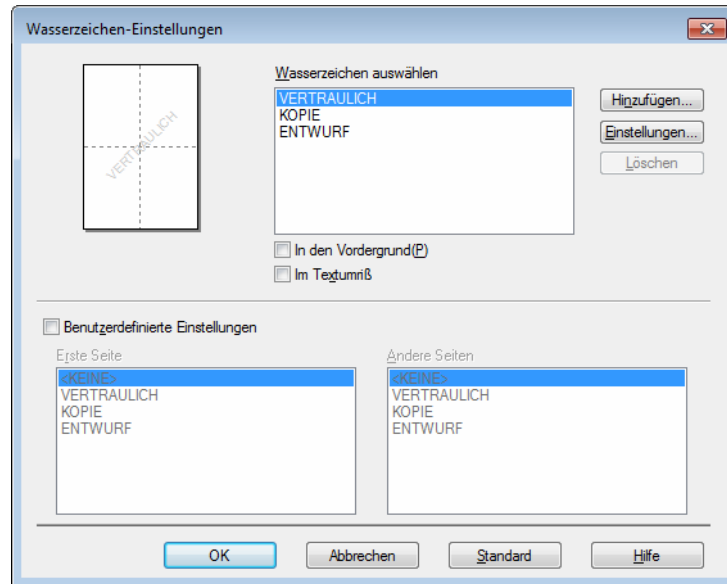 Wasserzeichen-Einstellungen
Wasserzeichen auswählen
VERTRAULICH
VERTRAULICH
KOPIE
ENTWURF
Hinzufügen...
Einstellungen...
Löschen
In den Vordergrund(P)
Im Textumriß
Benutzerdefinierte Einstellungen
Erste Seite
<KEINE>
VERTRAULICH
KOPIE
ENTWURF
Andere Seiten
<KEINE>
VERTRAULICH
KOPIE
ENTWURF
OK
Abbrechen
Standard
Hilfe